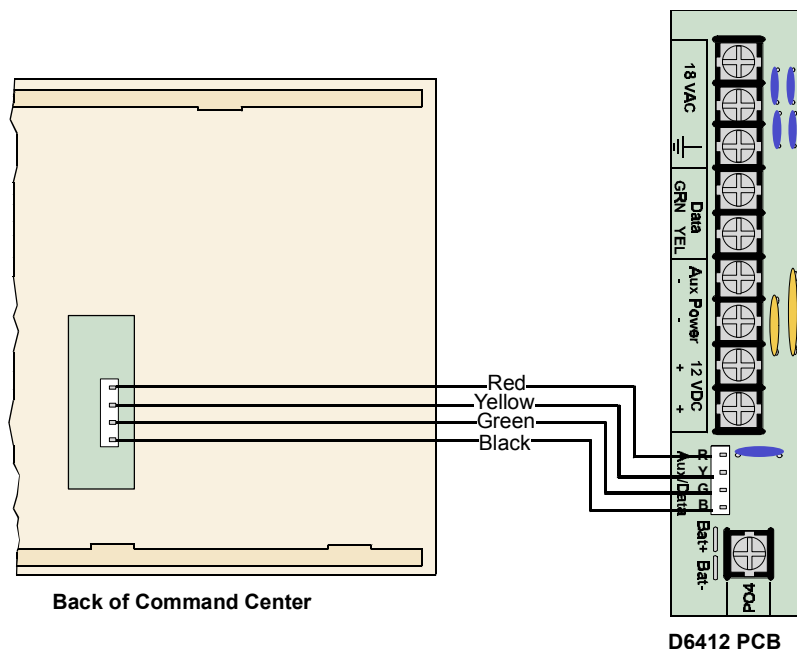 18 VAC
Data
GRN YEL
Aux Power
12 VDC
- - + +
Red
Yellow
Green
Black
R Y G B
Aux/Data
Bat+ Bat-
PO4
Back of Command Center
D6412 PCB